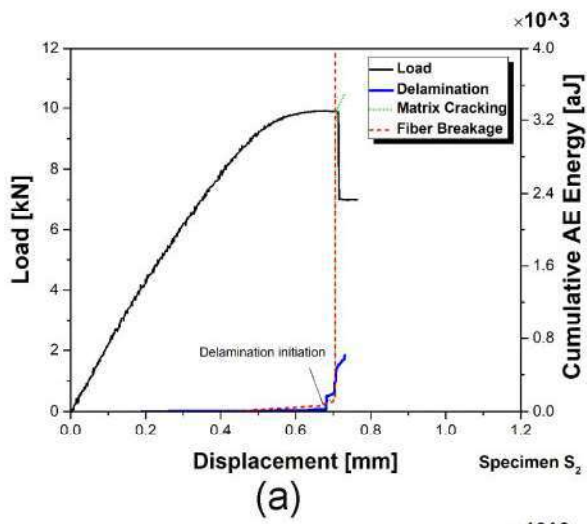 ×10^3
12
10
8
6
4
2
0
Load [kN]
4.0
3.2
2.4
1.6
0.8
0.0
Cumulative AE Energy [aJ]
Load
Delamination
Matrix Cracking
Fiber Breakage
Delamination initiation
0.0 0.2 0.4 0.6 0.8 1.0 1.2
Displacement [mm]
Specimen S₂
(a)